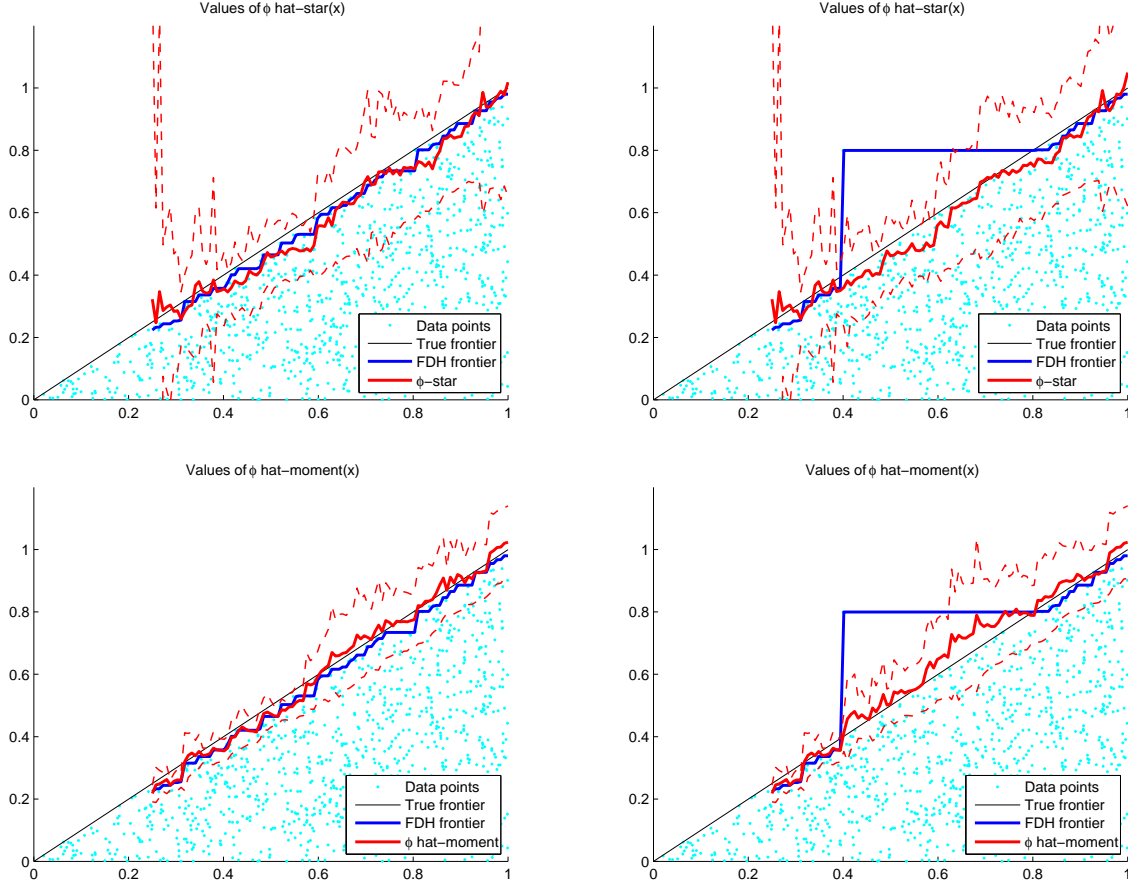 Values of ϕ hat−star(x)
1
0.8
0.6
0.4
0.2
0
0 0.2 0.4 0.6 0.8 1
Data points
True frontier
FDH frontier
ϕ−star
Values of ϕ hat−star(x)
1
0.8
0.6
0.4
0.2
0
0 0.2 0.4 0.6 0.8 1
Data points
True frontier
FDH frontier
ϕ−star
Values of ϕ hat−moment(x)
1
0.8
0.6
0.4
0.2
0
0 0.2 0.4 0.6 0.8 1
Data points
True frontier
FDH frontier
ϕ hat−moment
Values of ϕ hat−moment(x)
1
0.8
0.6
0.4
0.2
0
0 0.2 0.4 0.6 0.8 1
Data points
True frontier
FDH frontier
ϕ hat−moment